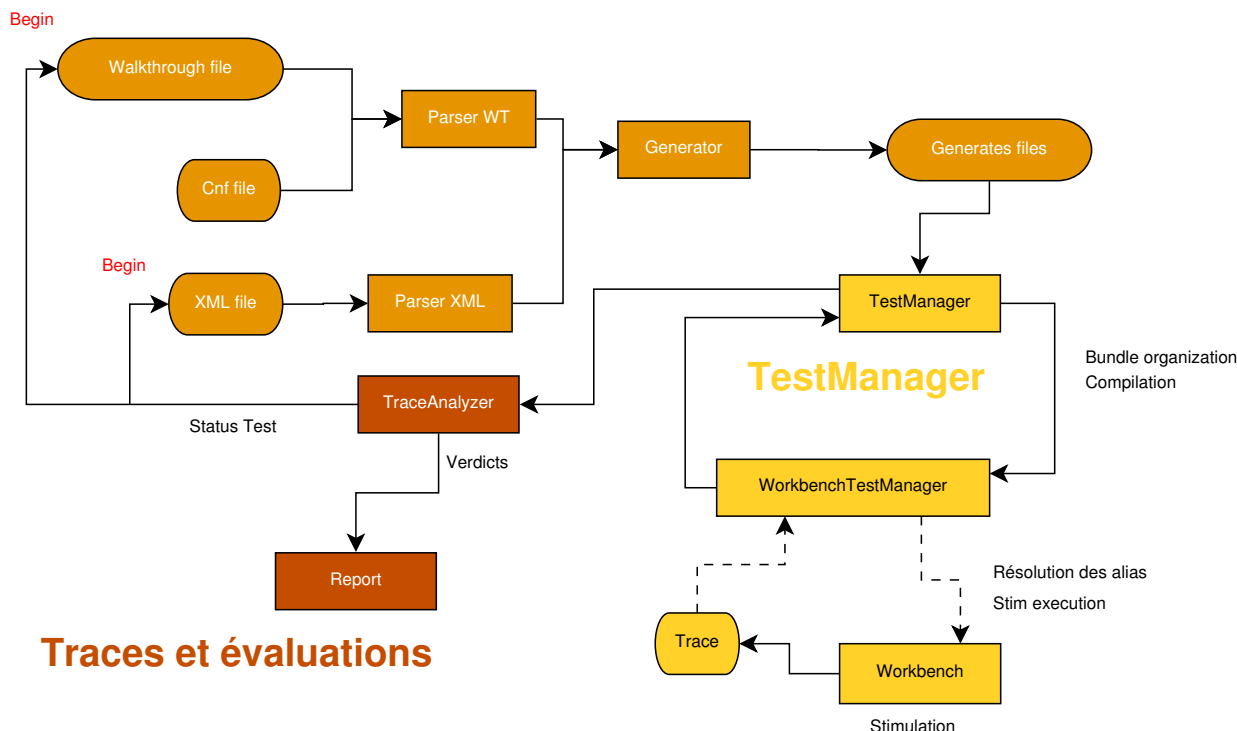 Begin
Walkthrough file
Parser WT
Generator
Generates files
Cnf file
Begin
XML file
Parser XML
TestManager
TestManager
Bundle organization
Compilation
TraceAnalyzer
Status Test
Verdicts
WorkbenchTestManager
Report
Résolution des alias
Stim execution
Traces et évaluations
Trace
Workbench
Stimulation